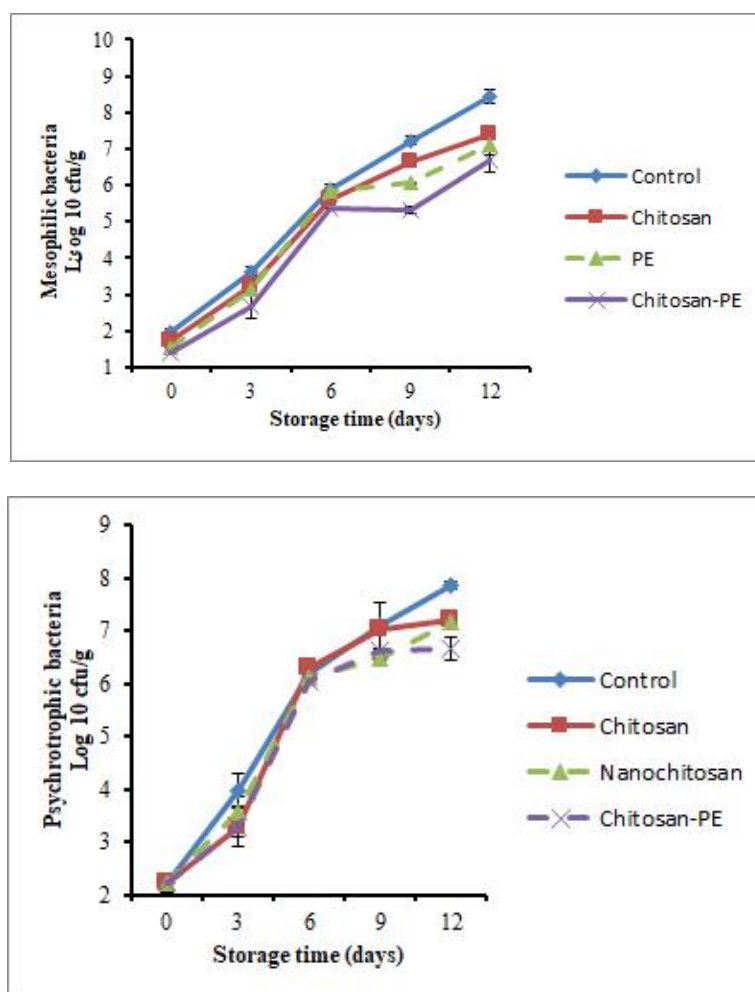 Mesophilic bacteria
10 cfu/g
10
9
8
7
6
5
4
3
2
1
0 3 6 9 12
Storage time (days)
Control
Chitosan
PE
Chitosan-PE
Psychrotrophic bacteria
Log 10 cfu/g
9
8
7
6
5
4
3
2
0 3 6 9 12
Storage time (days)
Control
Chitosan
Nanochitosan
Chitosan-PE